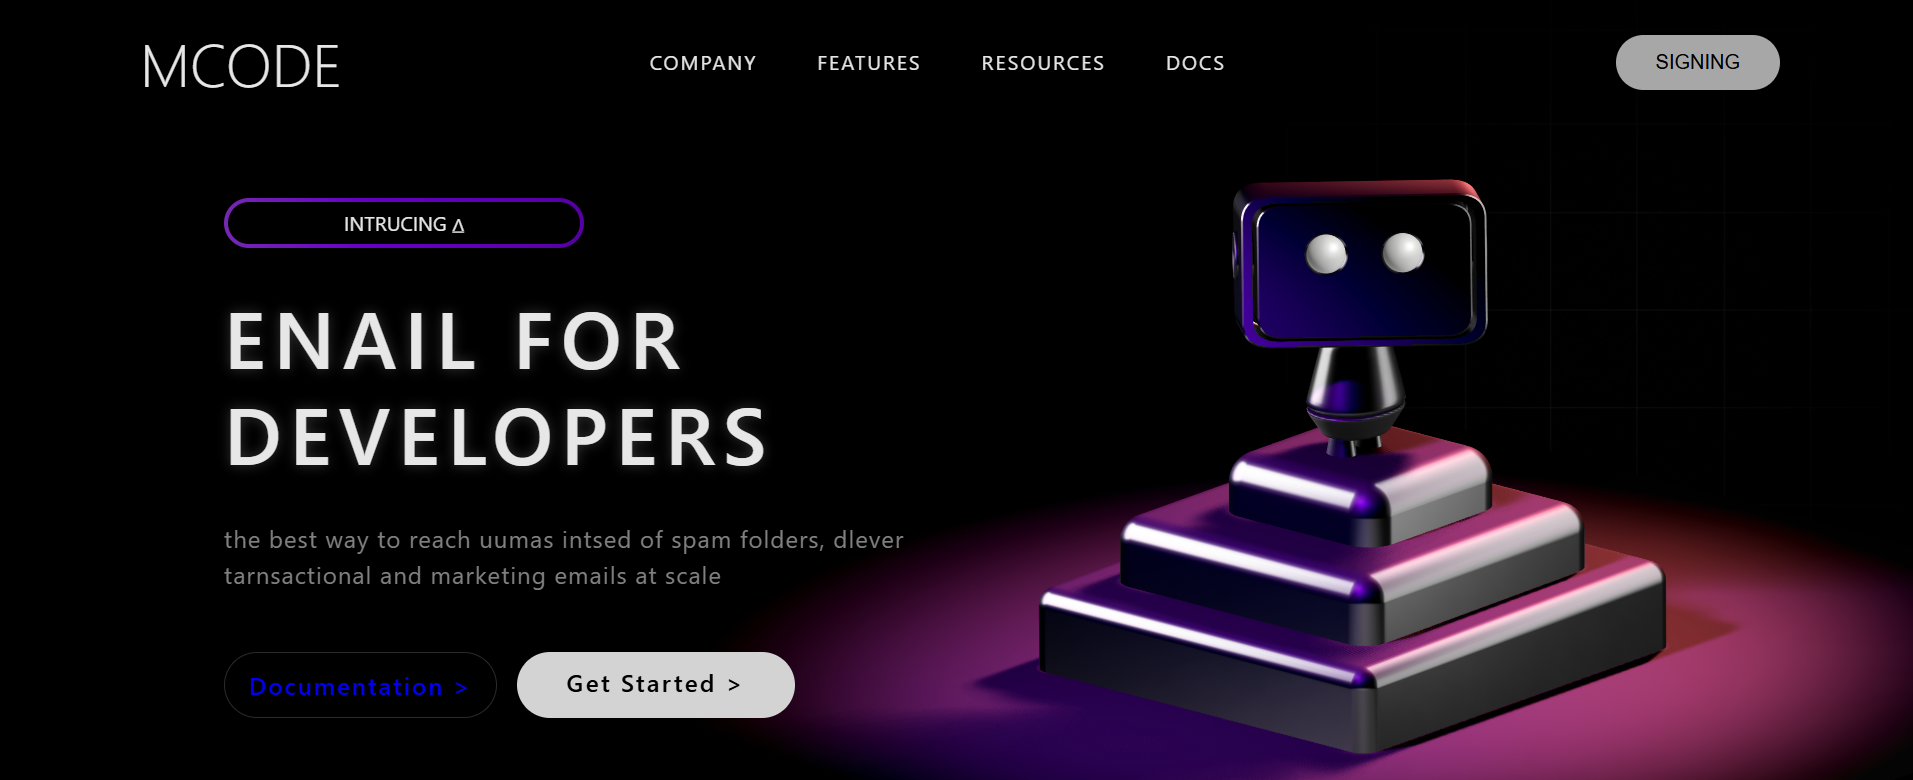 MCODE
COMPANY FEATURES RESOURCES DOCS
SIGNING
INTRUCING Δ
ENAIL FOR
DEVELOPERS
the best way to reach uumas intsed of spam folders, dlever
tarnsactional and marketing emails at scale
Documentation >
Get Started >